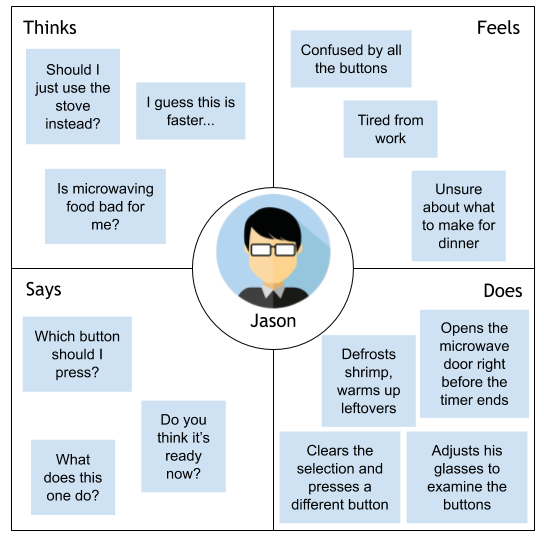 Thinks
Should I
just use the
stove
instead?
I guess this is
faster...
Is microwaving
food bad for
me?
Feels
Confused by all
the buttons
Tired from
work
Unsure
about what
to make for
dinner
Jason
Says
Which button
should I
press?
Do you
think it's
ready
now?
What
does this
one do?
Does
Defrosts
shrimp,
warms up
leftovers
Opens the
microwave
door right
before the
timer ends
Clears the
selection and
presses a
different button
Adjusts his
glasses to
examine the
buttons